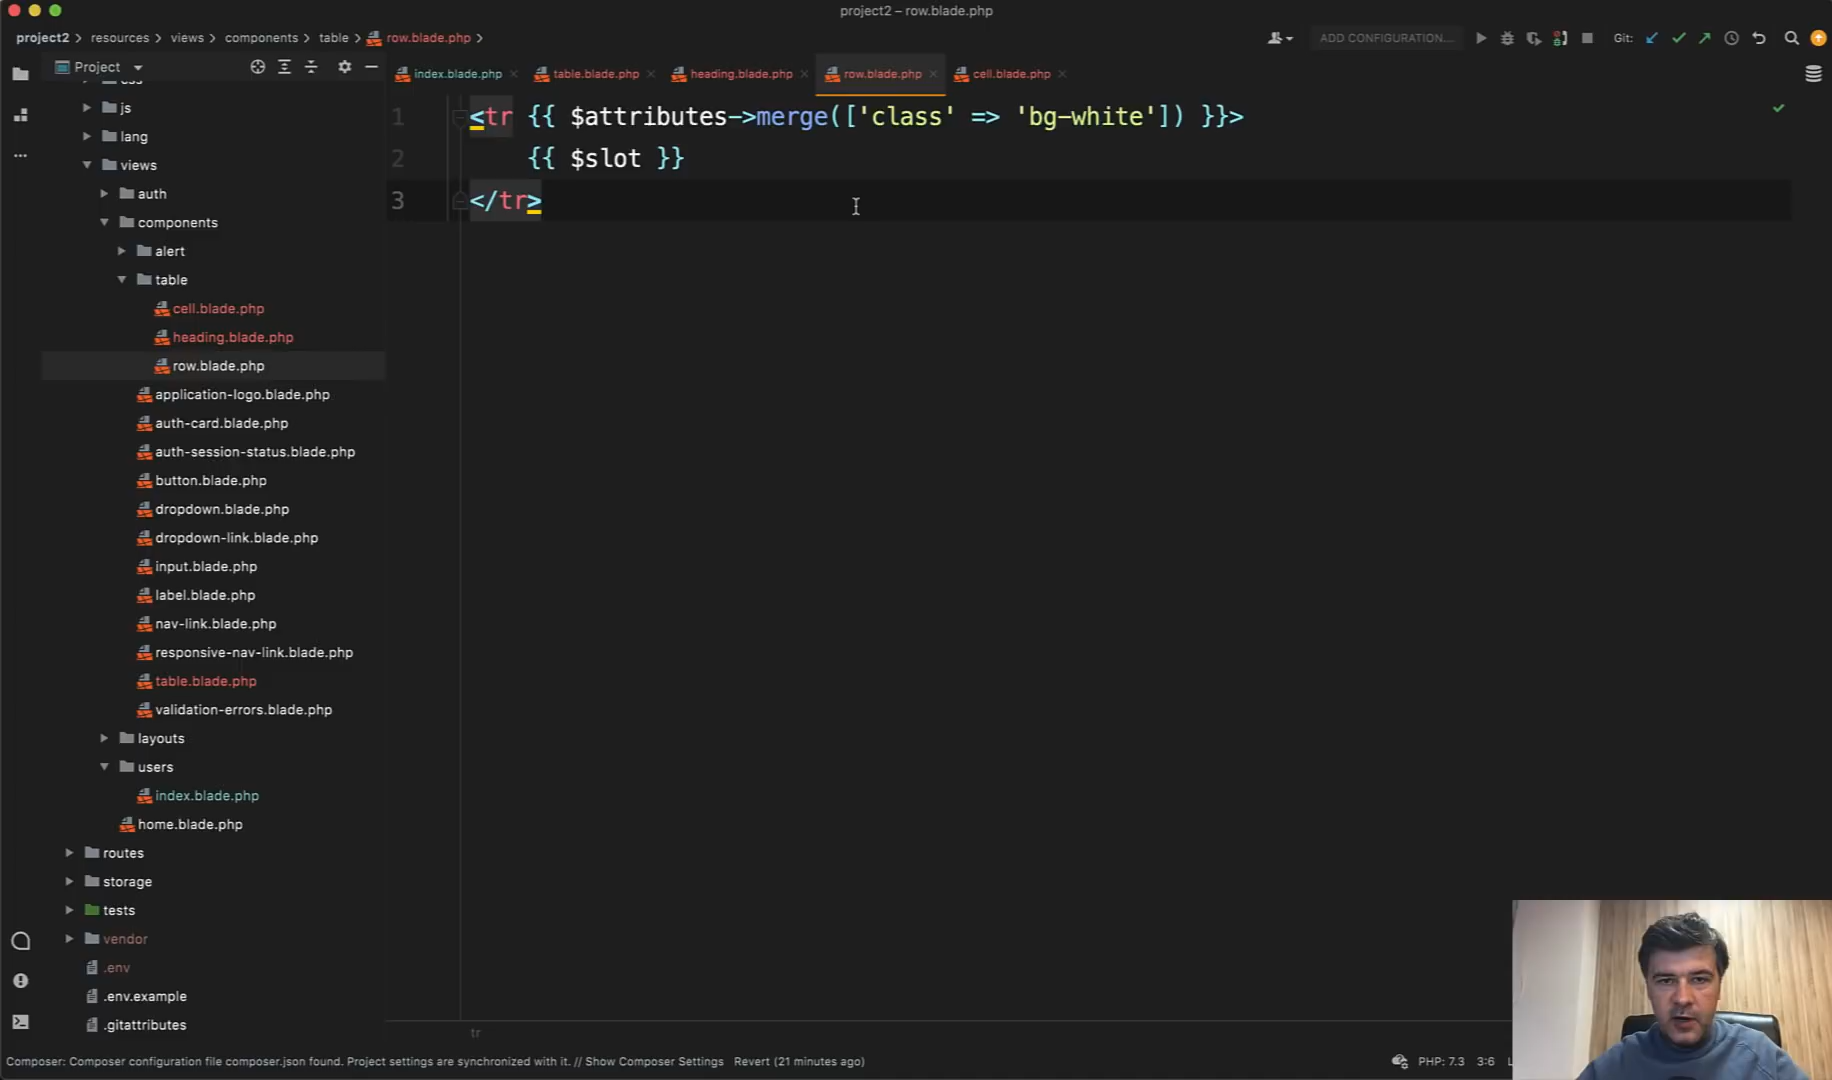 project2 – row.blade.php
project2 > resources > views > components > table > row.blade.php >
ADD CONFIGURATION...
Git:
Project
index.blade.php
table.blade.php
heading.blade.php
row.blade.php
cell.blade.php
js
lang
views
auth
components
alert
table
cell.blade.php
heading.blade.php
row.blade.php
application-logo.blade.php
auth-card.blade.php
auth-session-status.blade.php
button.blade.php
dropdown.blade.php
dropdown-link.blade.php
input.blade.php
label.blade.php
nav-link.blade.php
responsive-nav-link.blade.php
table.blade.php
validation-errors.blade.php
layouts
users
index.blade.php
home.blade.php
routes
storage
tests
vendor
.env
.env.example
.gitattributes
1 <tr {{ $attributes->merge(['class' => 'bg-white']) }}>
2 {{ $slot }}
3 </tr>
tr
Composer: Composer configuration file composer.json found. Project settings are synchronized with it. // Show Composer Settings Revert (21 minutes ago)
PHP: 7.3 3:6